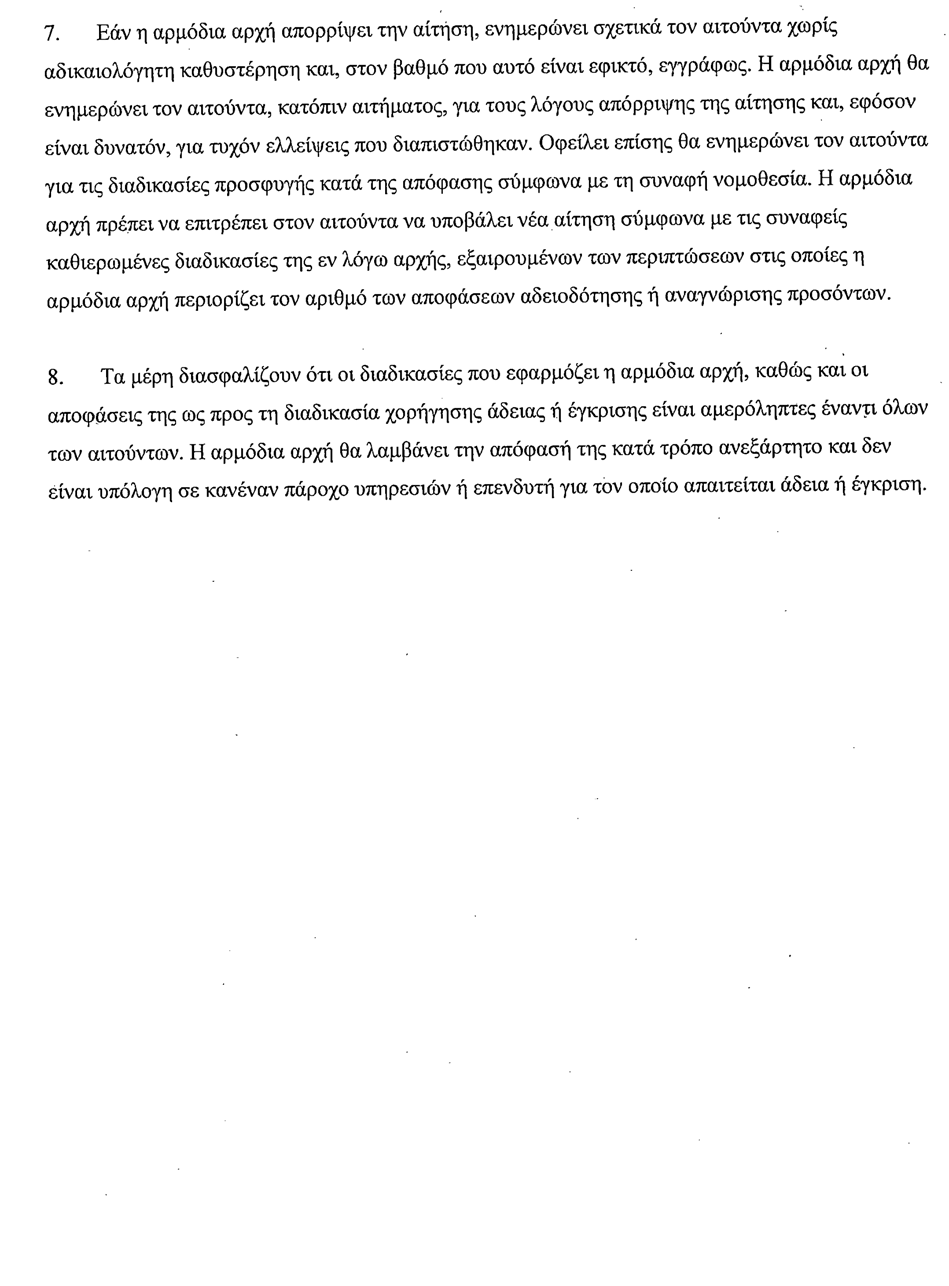 7. Εάν η αρμόδια αρχή απορρίψει την αίτηση, ενημερώνει σχετικά τον αιτούντα χωρίς
αδικαιολόγητη καθυστέρηση και, στον βαθμό που αυτό είναι εφικτό, εγγράφως. Η αρμόδια αρχή θα
ενημερώνει τον αιτούντα, κατόπιν αιτήματος, για τους λόγους απόρριψης της αίτησης και, εφόσον
είναι δυνατόν, για τυχόν ελλείψεις που διαπιστώθηκαν. Οφείλει επίσης θα ενημερώνει τον αιτούντα
για τις διαδικασίες προσφυγής κατά της απόφασης σύμφωνα με τη συναφή νομοθεσία. Η αρμόδια
αρχή πρέπει να επιτρέπει στον αιτούντα να υποβάλει νέα αίτηση σύμφωνα με τις συναφείς
καθιερωμένες διαδικασίες της εν λόγω αρχής, εξαιρουμένων των περιπτώσεων στις οποίες η
αρμόδια αρχή περιορίζει τον αριθμό των αποφάσεων αδειοδότησης ή αναγνώρισης προσόντων.
8. Τα μέρη διασφαλίζουν ότι οι διαδικασίες που εφαρμόζει η αρμόδια αρχή, καθώς και οι
αποφάσεις της ως προς τη διαδικασία χορήγησης άδειας ή έγκρισης είναι αμερόληπτες έναντι όλων
των αιτούντων. Η αρμόδια αρχή θα λαμβάνει την απόφασή της κατά τρόπο ανεξάρτητο και δεν
είναι υπόλογη σε κανέναν πάροχο υπηρεσιών ή επενδυτή για τον οποίο απαιτείται άδεια ή έγκριση.